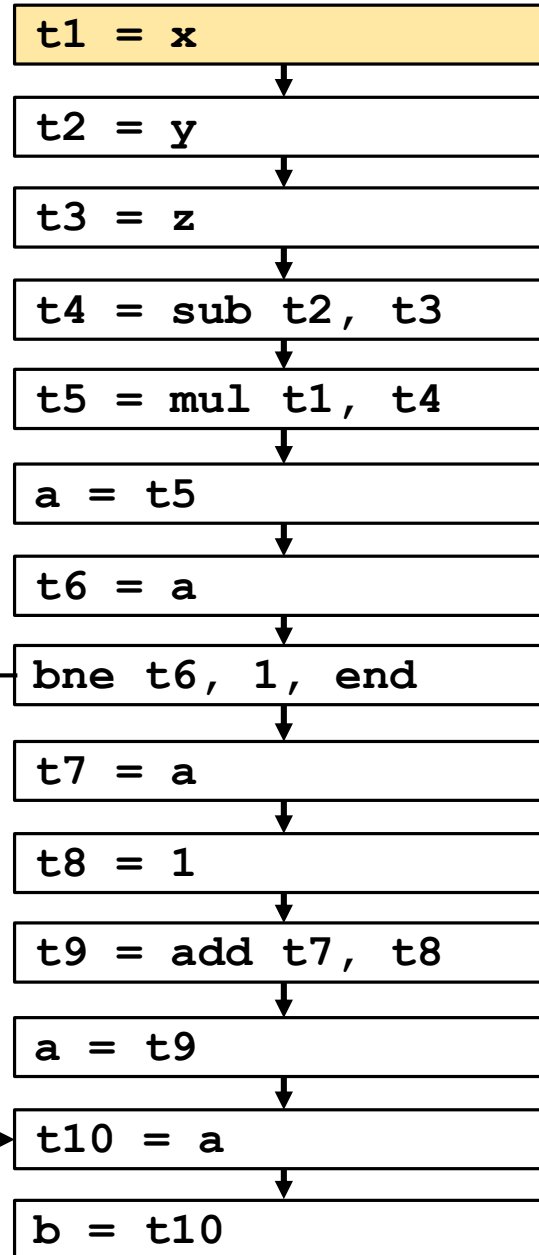 t1 = x
t2 = y
t3 = z
t4 = sub t2, t3
t5 = mul t1, t4
a = t5
t6 = a
bne t6, 1, end
t7 = a
t8 = 1
t9 = add t7, t8
a = t9
t10 = a
b = t10